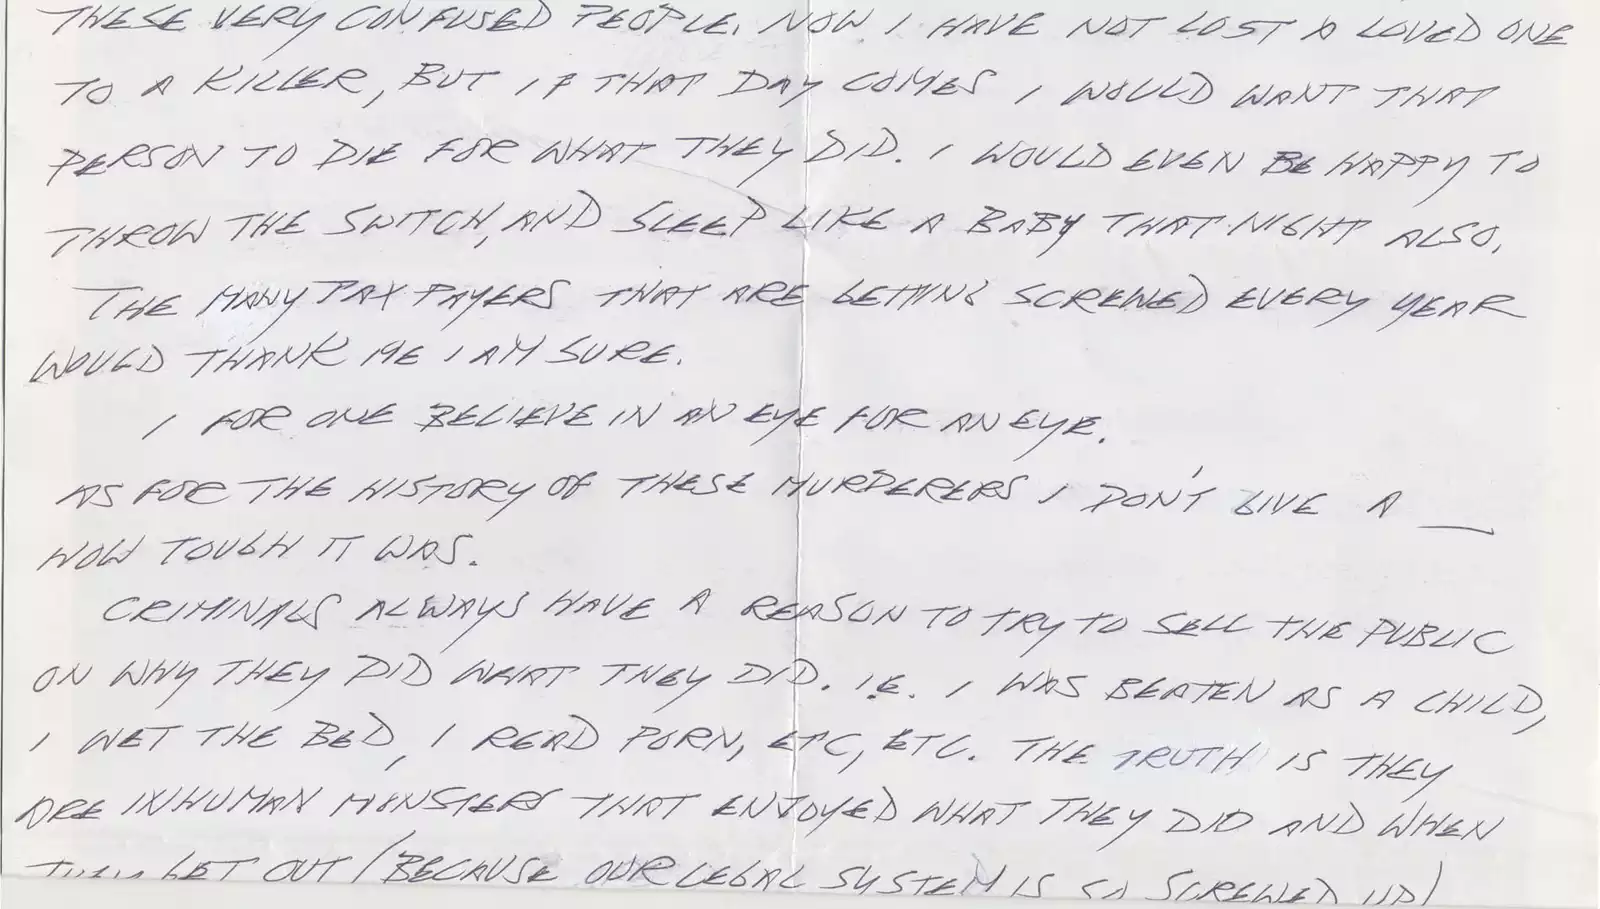 THESE VERY CONFUSED PEOPLE. NOW I HAVE NOT LOST A LOVED ONE
TO A KILLER, BUT IF THAT DAY COMES I WOULD WANT THAT
PERSON TO DIE FOR WHAT THEY DID. I WOULD EVEN BE HAPPY TO
THROW THE SWITCH, AND SLEEP LIKE A BABY THAT NIGHT ALSO.
THE MANY TAX PAYERS THAT ARE GETTING SCREWED EVERY YEAR
WOULD THANK ME I AM SURE.
I FOR ONE BELIEVE IN AN EYE FOR AN EYE.
AS FOR THE HISTORY OF THESE MURDERERS I DON'T GIVE A __
HOW TOUGH IT WAS.
CRIMINALS ALWAYS HAVE A REASON TO TRY TO SELL THE PUBLIC
ON WHY THEY DID WHAT THEY DID. I.E. I WAS BEATEN AS A CHILD,
I WET THE BED, I READ PORN, ETC, ETC. THE TRUTH IS THEY
ARE INHUMAN MONSTERS THAT ENJOYED WHAT THEY DID AND WHEN
THEY GET OUT (BECAUSE OUR LEGAL SYSTEM IS SO SCREWED UP)